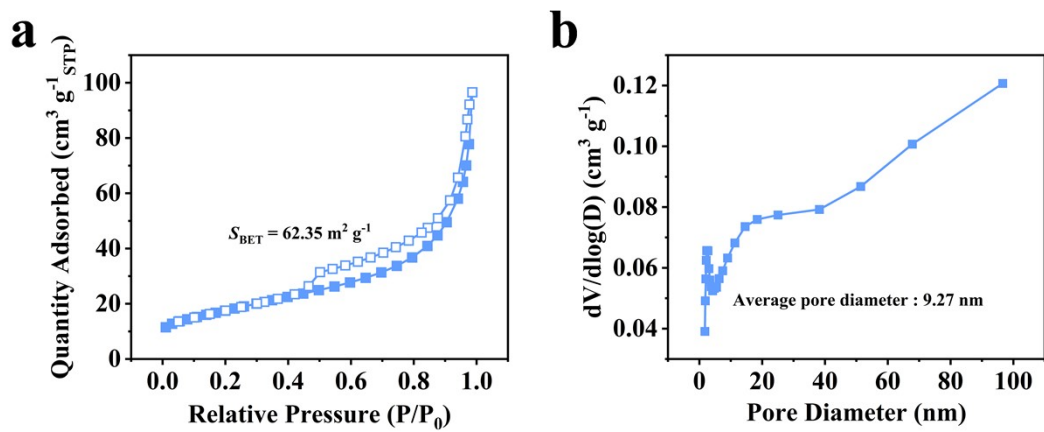 a
Quantity Adsorbed (cm³ g⁻¹STP)
100
80
60
40
20
0
S_BET = 62.35 m² g⁻¹
0.0 0.2 0.4 0.6 0.8 1.0
Relative Pressure (P/P₀)
b
dV/dlog(D) (cm³ g⁻¹)
0.12
0.10
0.08
0.06
0.04
Average pore diameter : 9.27 nm
0 20 40 60 80 100
Pore Diameter (nm)